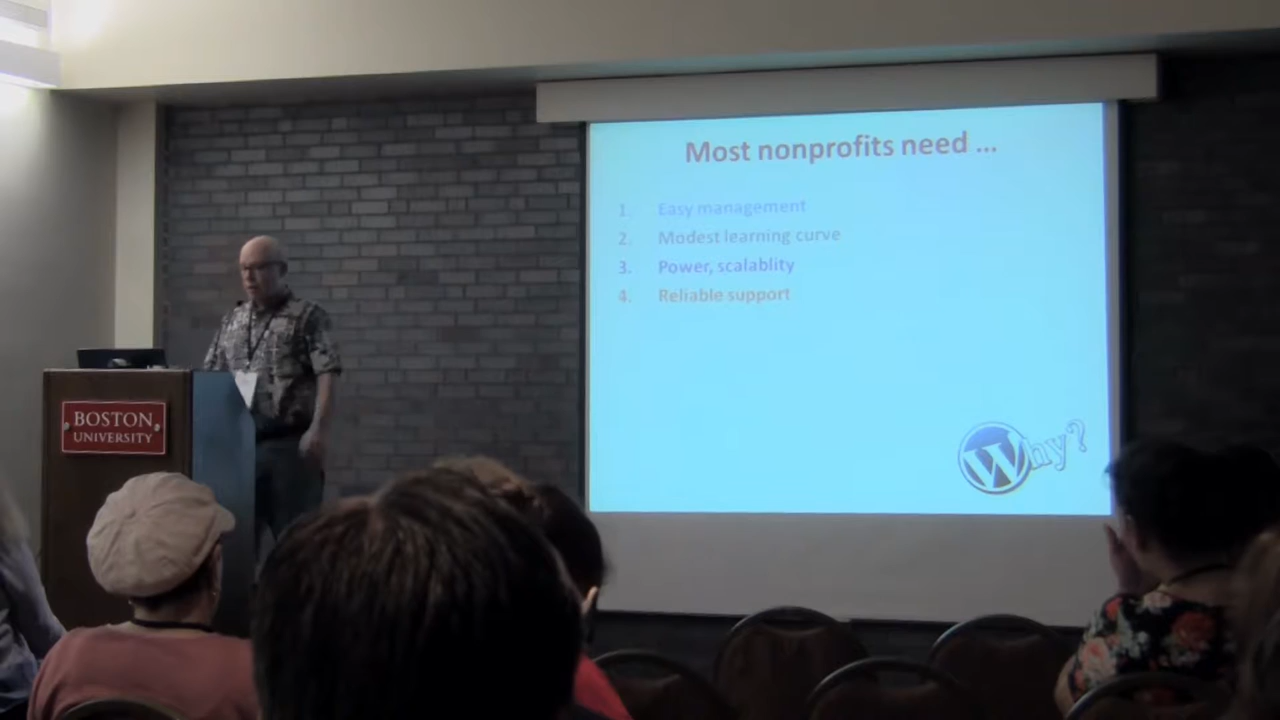 Most nonprofits need ...
1. Easy management
2. Modest learning curve
3. Power, scalablity
4. Reliable support
Why?
BOSTON
UNIVERSITY